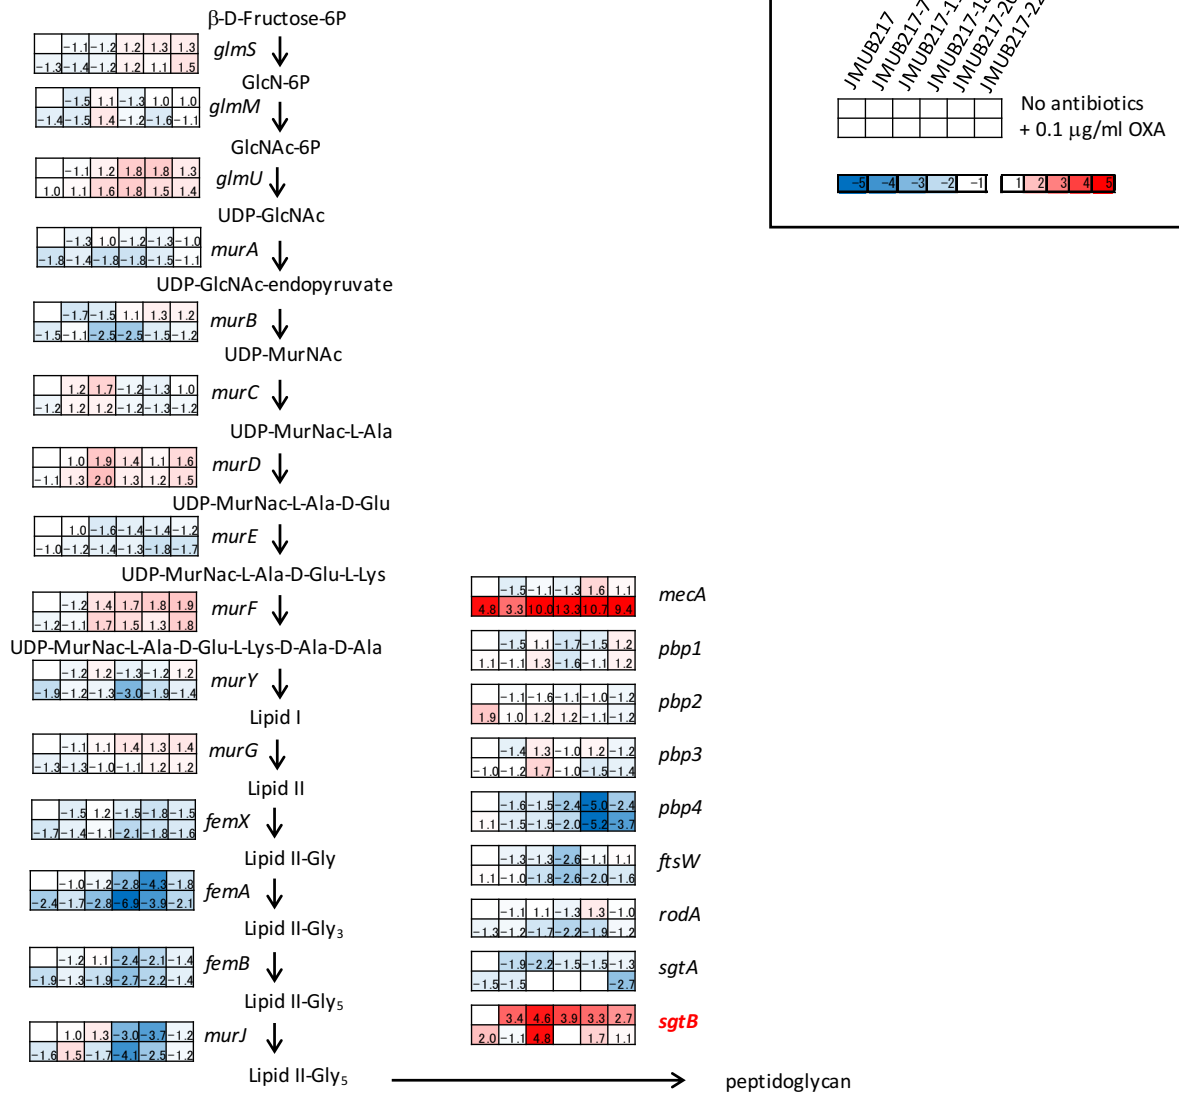 β-D-Fructose-6P
−1.1 −1.2 1.2 1.3 1.3
−1.3 −1.4 −1.2 1.2 1.1 1.5
glmS
GlcN-6P
−1.5 1.1 −1.3 1.0 1.0
−1.4 −1.5 1.4 −1.2 −1.6 −1.1
glmM
GlcNAc-6P
−1.1 1.2 1.8 1.8 1.3
1.0 1.1 1.6 1.8 1.5 1.4
glmU
UDP-GlcNAc
−1.3 1.0 −1.2 −1.3 −1.0
−1.8 −1.4 −1.8 −1.8 −1.5 −1.1
murA
UDP-GlcNAc-endopyruvate
−1.7 −1.5 1.1 1.3 1.2
−1.5 −1.1 −2.5 −2.5 −1.5 −1.2
murB
UDP-MurNAc
1.2 1.7 −1.2 −1.3 1.0
−1.2 1.2 1.2 −1.2 −1.3 −1.2
murC
UDP-MurNac-L-Ala
1.0 1.9 1.4 1.1 1.6
−1.1 1.3 2.0 1.3 1.2 1.5
murD
UDP-MurNac-L-Ala-D-Glu
1.0 −1.6 −1.4 −1.4 −1.2
−1.0 −1.2 −1.4 −1.3 −1.8 −1.7
murE
UDP-MurNac-L-Ala-D-Glu-L-Lys
−1.2 1.4 1.7 1.8 1.9
−1.2 −1.1 1.7 1.5 1.3 1.8
murF
UDP-MurNac-L-Ala-D-Glu-L-Lys-D-Ala-D-Ala
−1.2 1.2 −1.3 −1.2 1.2
−1.9 −1.2 −1.3 −3.0 −1.9 −1.4
murY
Lipid I
−1.1 1.1 1.4 1.3 1.4
−1.3 −1.3 −1.0 −1.1 1.2 1.2
murG
Lipid II
−1.5 1.2 −1.5 −1.8 −1.5
−1.7 −1.4 −1.1 −2.1 −1.8 −1.6
femX
Lipid II-Gly
−1.0 −1.2 −2.8 −4.3 −1.8
−2.4 −1.7 −2.8 −6.9 −3.9 −2.1
femA
Lipid II-Gly3
−1.2 1.1 −2.4 −2.1 −1.4
−1.9 −1.3 −1.9 −2.7 −2.2 −1.4
femB
Lipid II-Gly5
1.0 1.3 −3.0 −3.7 −1.2
−1.6 1.5 −1.7 −4.1 −2.5 −1.2
murJ
Lipid II-Gly5
peptidoglycan
−1.5 −1.1 −1.3 1.6 1.1
4.8 3.3 10.0 13.3 10.7 9.4
mecA
−1.5 1.1 −1.7 −1.5 1.2
1.1 −1.1 1.3 −1.6 −1.1 1.2
pbp1
−1.1 −1.6 −1.1 −1.0 −1.2
1.9 1.0 1.2 1.2 −1.1 −1.2
pbp2
−1.4 1.3 −1.0 1.2 −1.2
−1.0 −1.2 1.7 −1.0 −1.5 −1.4
pbp3
−1.6 −1.5 −2.4 −5.0 −2.4
1.1 −1.5 −1.5 −2.0 −5.2 −3.7
pbp4
−1.3 −1.3 −2.6 −1.1 1.1
1.1 −1.0 −1.8 −2.6 −2.0 −1.6
ftsW
−1.1 1.1 −1.3 1.3 −1.0
−1.3 −1.2 −1.7 −2.2 −1.9 −1.2
rodA
−1.9 −2.2 −1.5 −1.5 −1.3
−1.5 −1.5 −2.7
sgtA
3.4 4.6 3.9 3.3 2.7
2.0 −1.1 4.8 1.7 1.1
sgtB
JMUB217
JMUB217-7
JMUB217-1
JMUB217-18
JMUB217-20
JMUB217-22
No antibiotics
+ 0.1 μg/ml OXA
−5 −4 −3 −2 −1 1 2 3 4 5